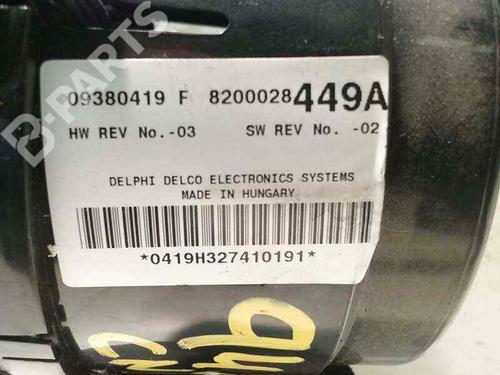 B-PARTS
09380419 F 8200028449A
HW REV No.-03 SW REV No. -02
DELPHI DELCO ELECTRONICS SYSTEMS
MADE IN HUNGARY
*0419H327410191*